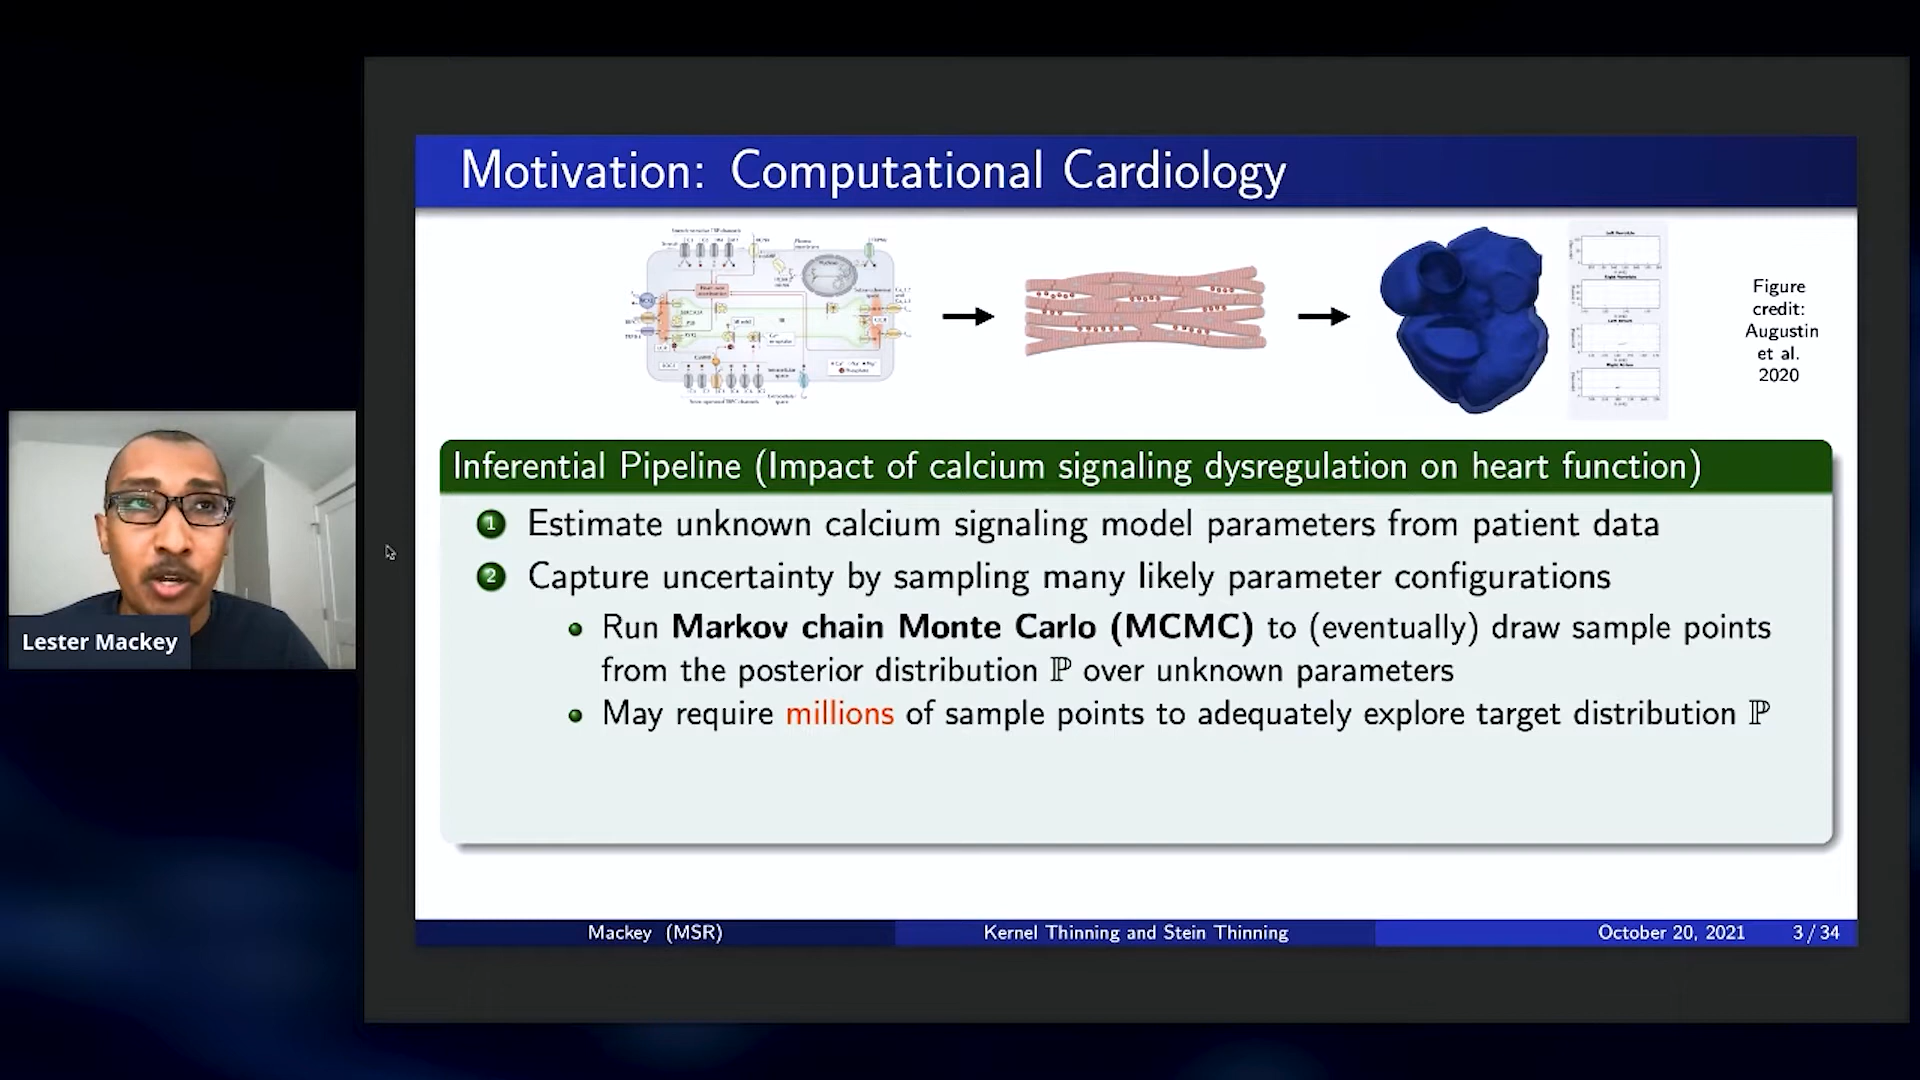 Motivation: Computational Cardiology
Figure
credit:
Augustin
et al.
2020
Inferential Pipeline (Impact of calcium signaling dysregulation on heart function)
1 Estimate unknown calcium signaling model parameters from patient data
2 Capture uncertainty by sampling many likely parameter configurations
Run Markov chain Monte Carlo (MCMC) to (eventually) draw sample points
from the posterior distribution ℙ over unknown parameters
May require millions of sample points to adequately explore target distribution ℙ
Lester Mackey
Mackey (MSR) Kernel Thinning and Stein Thinning October 20, 2021 3 / 34